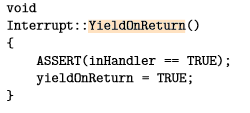 void
Interrupt::YieldOnReturn()
{
    ASSERT(inHandler == TRUE);
    yieldOnReturn = TRUE;
}